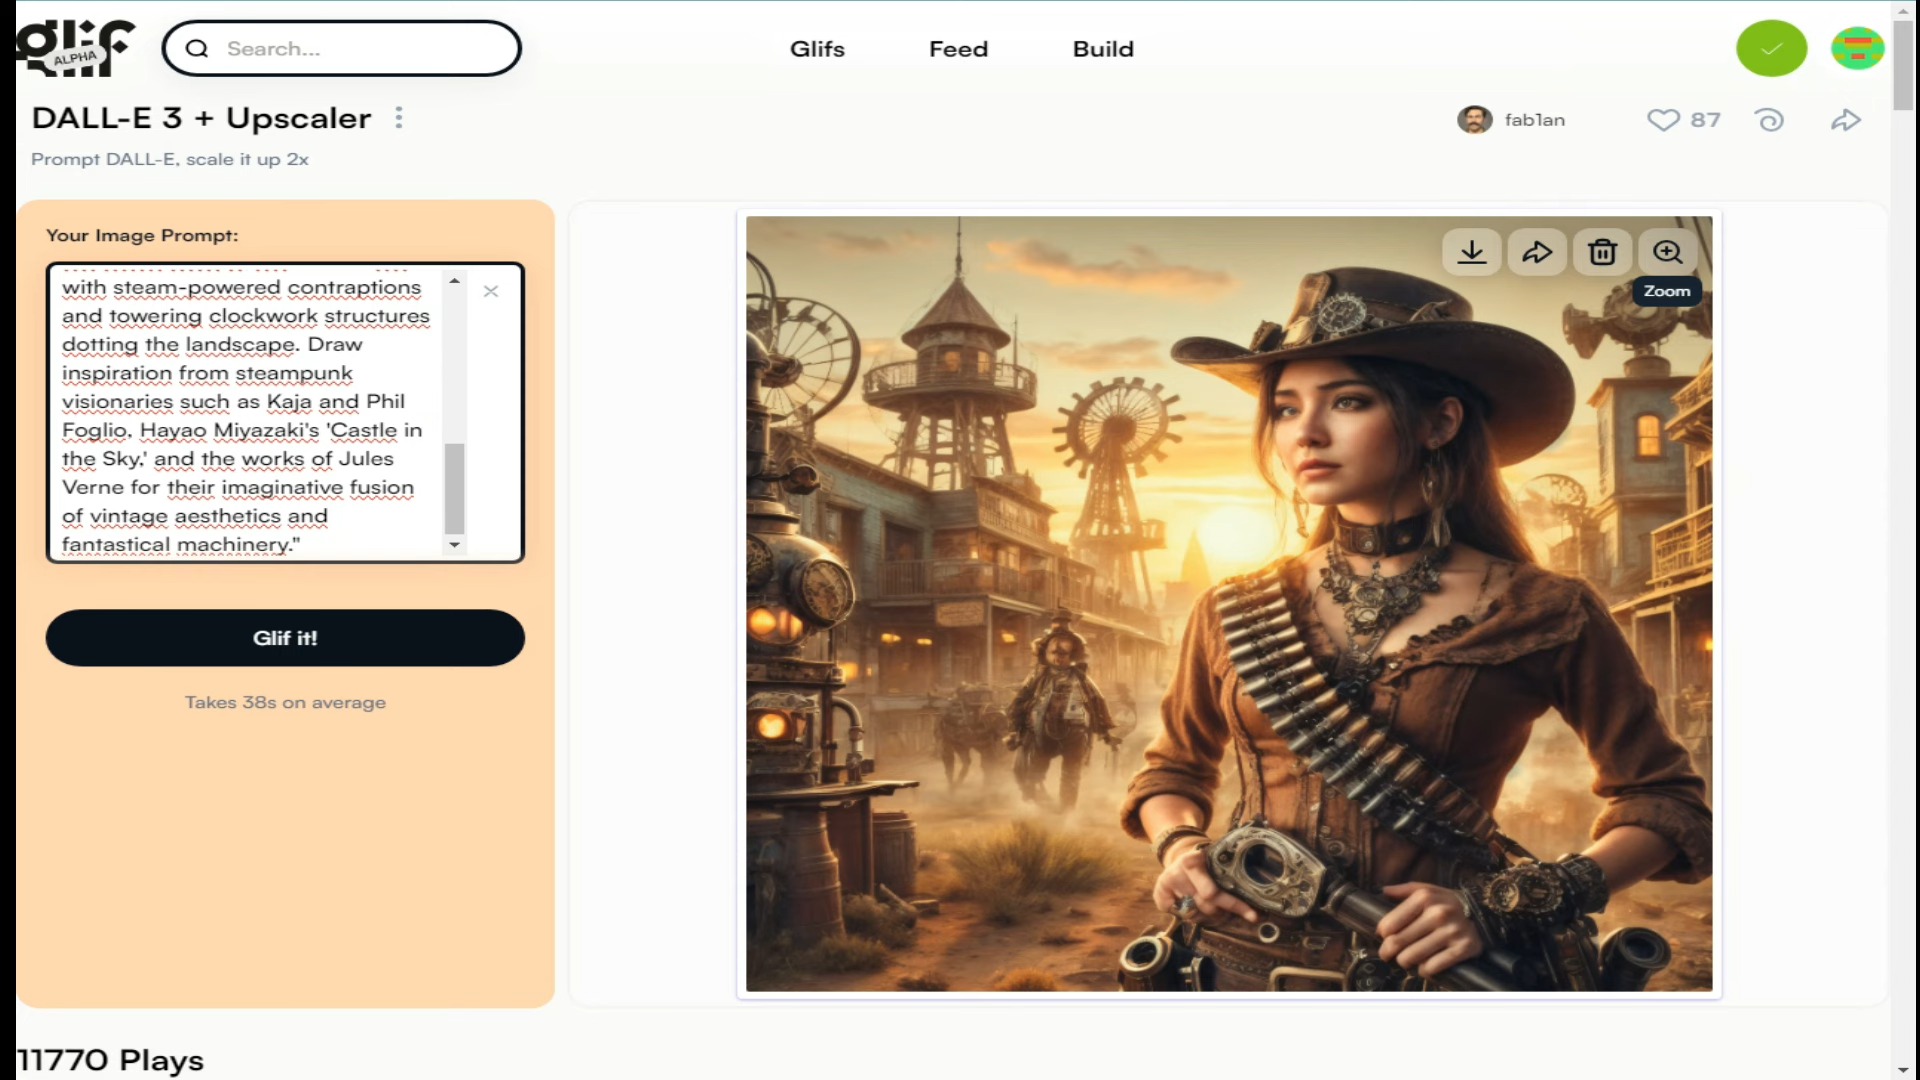 glif
ALPHA
Search...
Glifs
Feed
Build
DALL-E 3 + Upscaler
fab1an
87
Prompt DALL-E, scale it up 2x
Your Image Prompt:
with steam-powered contraptions
and towering clockwork structures
dotting the landscape. Draw
inspiration from steampunk
visionaries such as Kaja and Phil
Foglio, Hayao Miyazaki's 'Castle in
the Sky,' and the works of Jules
Verne for their imaginative fusion
of vintage aesthetics and
fantastical machinery."
Zoom
Glif it!
Takes 38s on average
11770 Plays